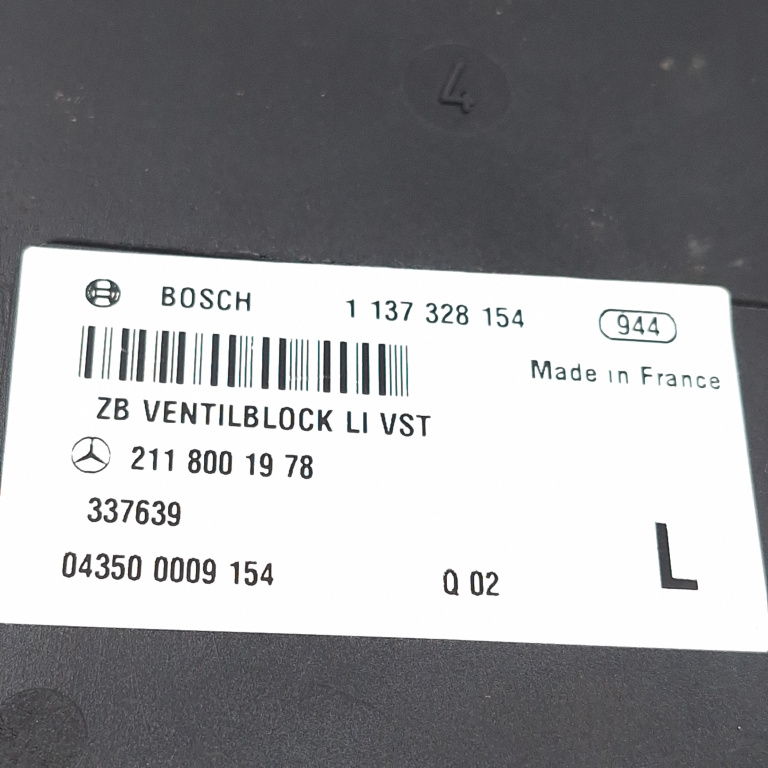 4
BOSCH 1 137 328 154 944
Made in France
ZB VENTILBLOCK LI VST
211 800 19 78
337639
04350 0009 154 Q 02 L